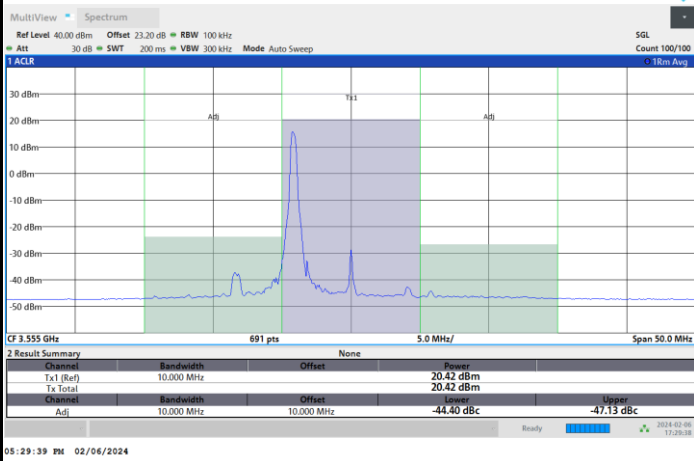 MultiView Spectrum
Ref Level 40.00 dBm Offset 23.20 dB RBW 100 kHz SGL
Att 30 dB SWT 200 ms VBW 300 kHz Mode Auto Sweep Count 100/100
1 ACLR 1Rm Avg
30 dBm
Tx1
20 dBm
Adj Adj
10 dBm
0 dBm
-10 dBm
-20 dBm
-30 dBm
-40 dBm
-50 dBm
CF 3.555 GHz 691 pts 5.0 MHz/ Span 50.0 MHz
2 Result Summary None
Channel Bandwidth Offset Power
Tx1 (Ref) 10.000 MHz 20.42 dBm
Tx Total 20.42 dBm
Channel Bandwidth Offset Lower Upper
Adj 10.000 MHz 10.000 MHz -44.40 dBc -47.13 dBc
Ready 2024-02-06
17:29:38
05:29:39 PM 02/06/2024